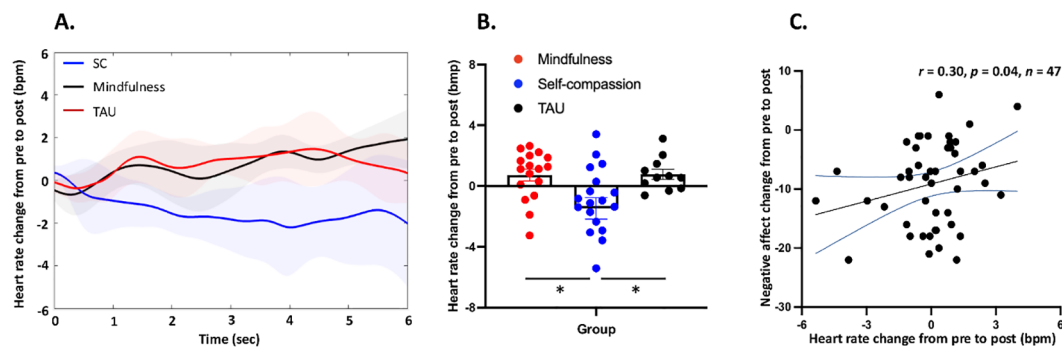 A.
Heart rate change from pre to post (bpm)
6
4
2
0
-2
-4
-6
SC
Mindfulness
TAU
0
1
2
3
4
5
6
Time (sec)
B.
Mindfulness
Self-compassion
TAU
Heart rate change from pre to post (bmp)
8
4
0
-4
-8
*
*
Group
C.
r = 0.30, p = 0.04, n = 47
Negative affect change from pre to post
10
0
-10
-20
-30
-6
-3
0
3
6
Heart rate change from pre to post (bpm)